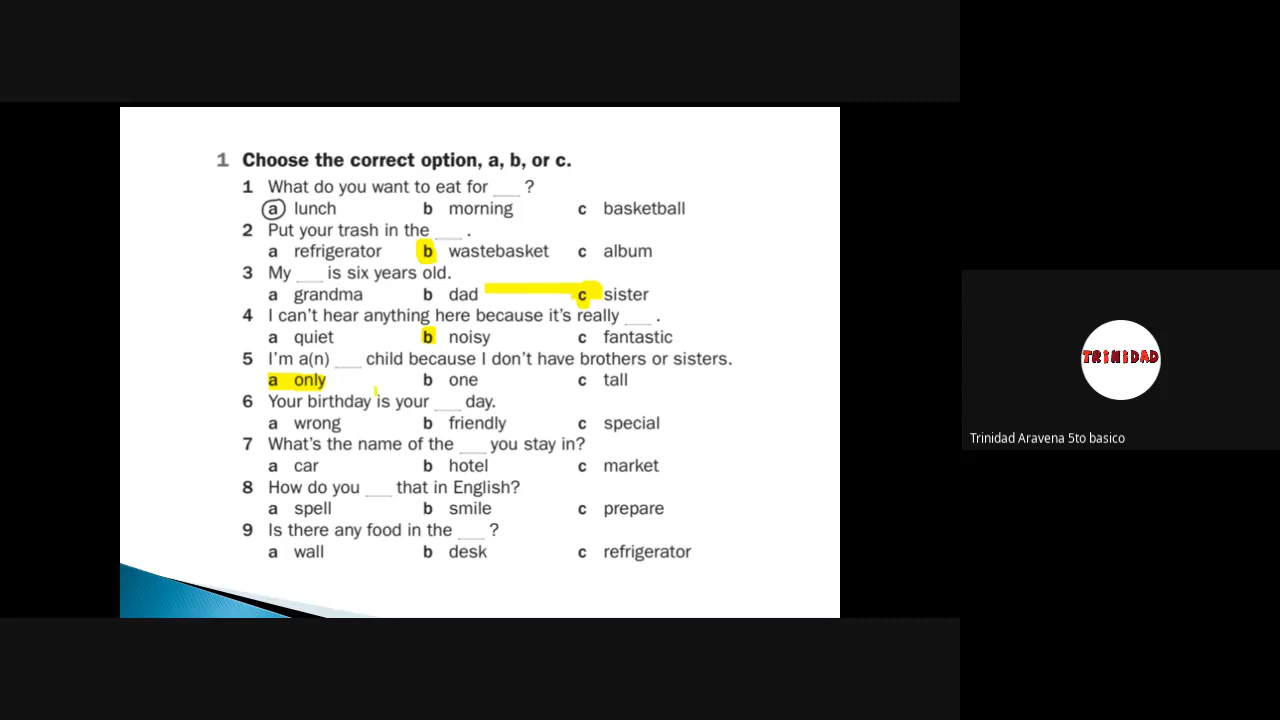 1 Choose the correct option, a, b, or c.
1 What do you want to eat for ___ ?
a lunch b morning c basketball
2 Put your trash in the ___ .
a refrigerator b wastebasket c album
3 My ___ is six years old.
a grandma b dad c sister
4 I can't hear anything here because it's really ___ .
a quiet b noisy c fantastic
5 I'm a(n) ___ child because I don't have brothers or sisters.
a only b one c tall
6 Your birthday is your ___ day.
a wrong b friendly c special
7 What's the name of the ___ you stay in?
a car b hotel c market
8 How do you ___ that in English?
a spell b smile c prepare
9 Is there any food in the ___ ?
a wall b desk c refrigerator
TRINIDAD
Trinidad Aravena 5to basico